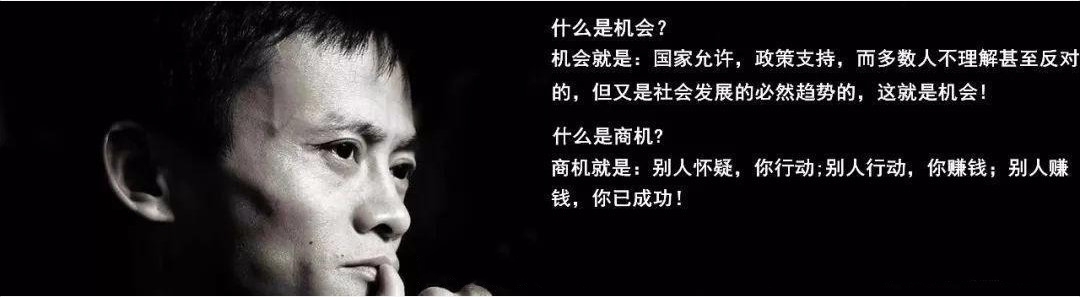 什么是机会？
机会就是：国家允许，政策支持，而多数人不理解甚至反对
的，但又是社会发展的必然趋势的，这就是机会！
什么是商机?
商机就是：别人怀疑，你行动;别人行动，你赚钱；别人赚
钱，你已成功！